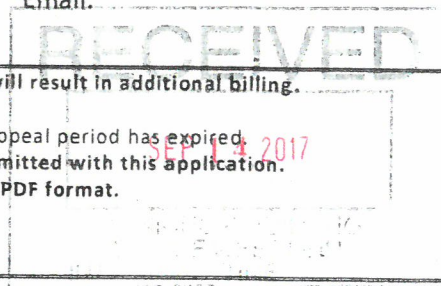 Email:
RECEIVED
will result in additional billing.
ppeal period has expired.
SEP 14 2017
mitted with this application.
PDF format.